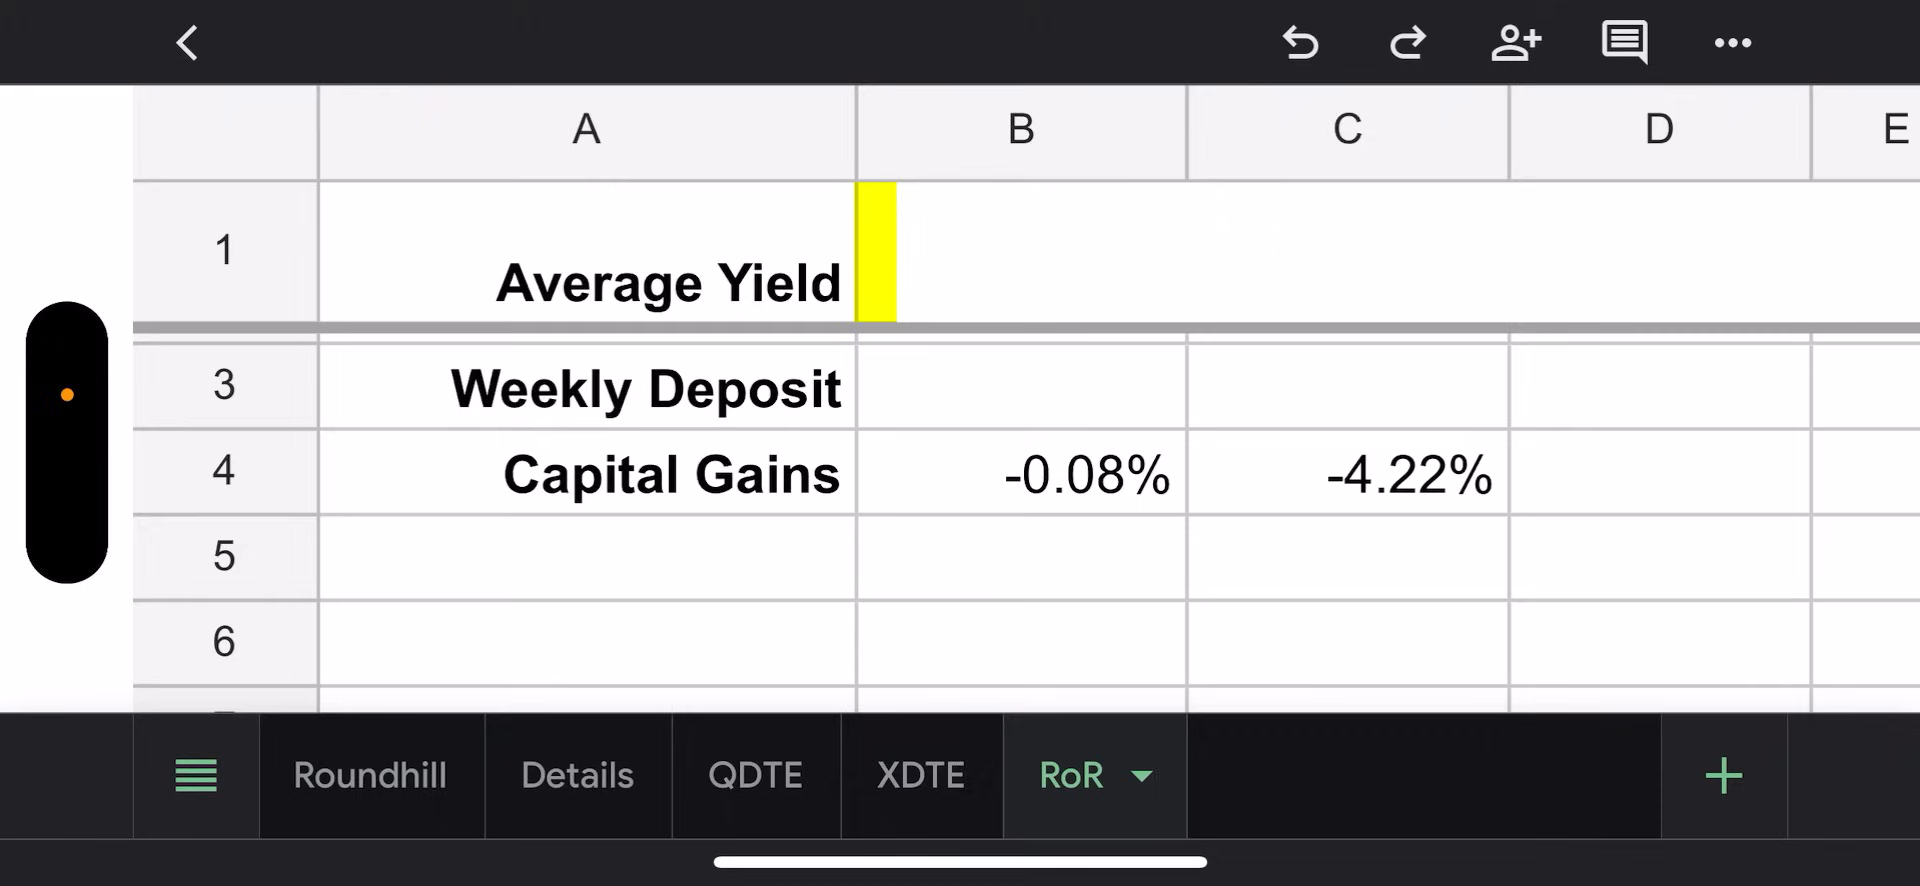 A B C D E
1 Average Yield
3 Weekly Deposit
4 Capital Gains -0.08% -4.22%
5
6
Roundhill Details QDTE XDTE RoR